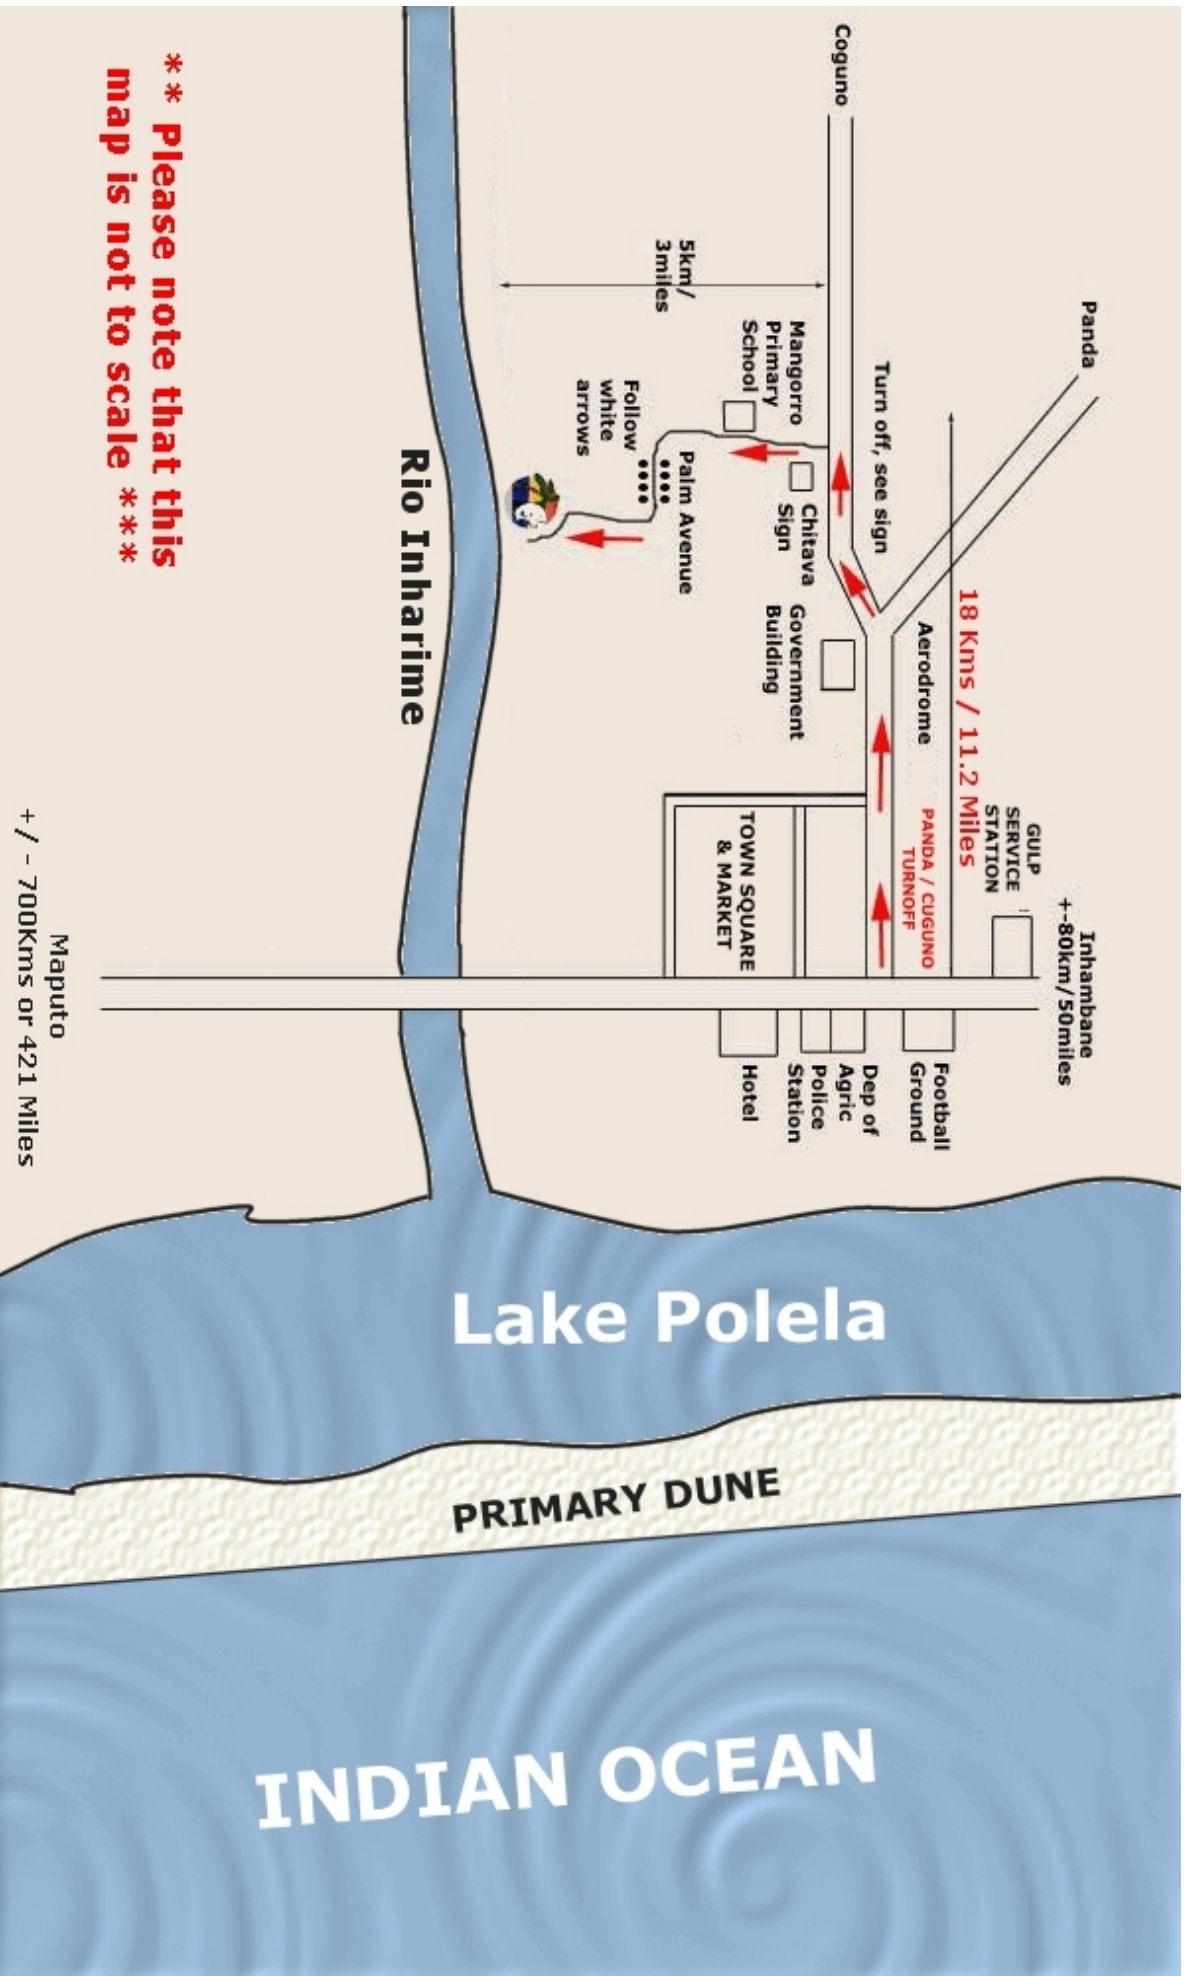 Inhambane
+-80km/50miles
GULP
SERVICE
STATION
Panda
18 Kms / 11.2 Miles
PANDA / CUGUNO
TURNOFF
Aerodrome
Football
Ground
Turn off, see sign
Coguno
Dep of
Agric
Police
Station
Hotel
Government
Building
Chitava
Sign
Mangorro
Primary
School
TOWN SQUARE
& MARKET
5km/
3miles
Palm Avenue
Follow
white
arrows
Rio Inharime
** Please note that this
map is not to scale ***
Maputo
+/ - 700Kms or 421 Miles
Lake Polela
PRIMARY DUNE
INDIAN OCEAN